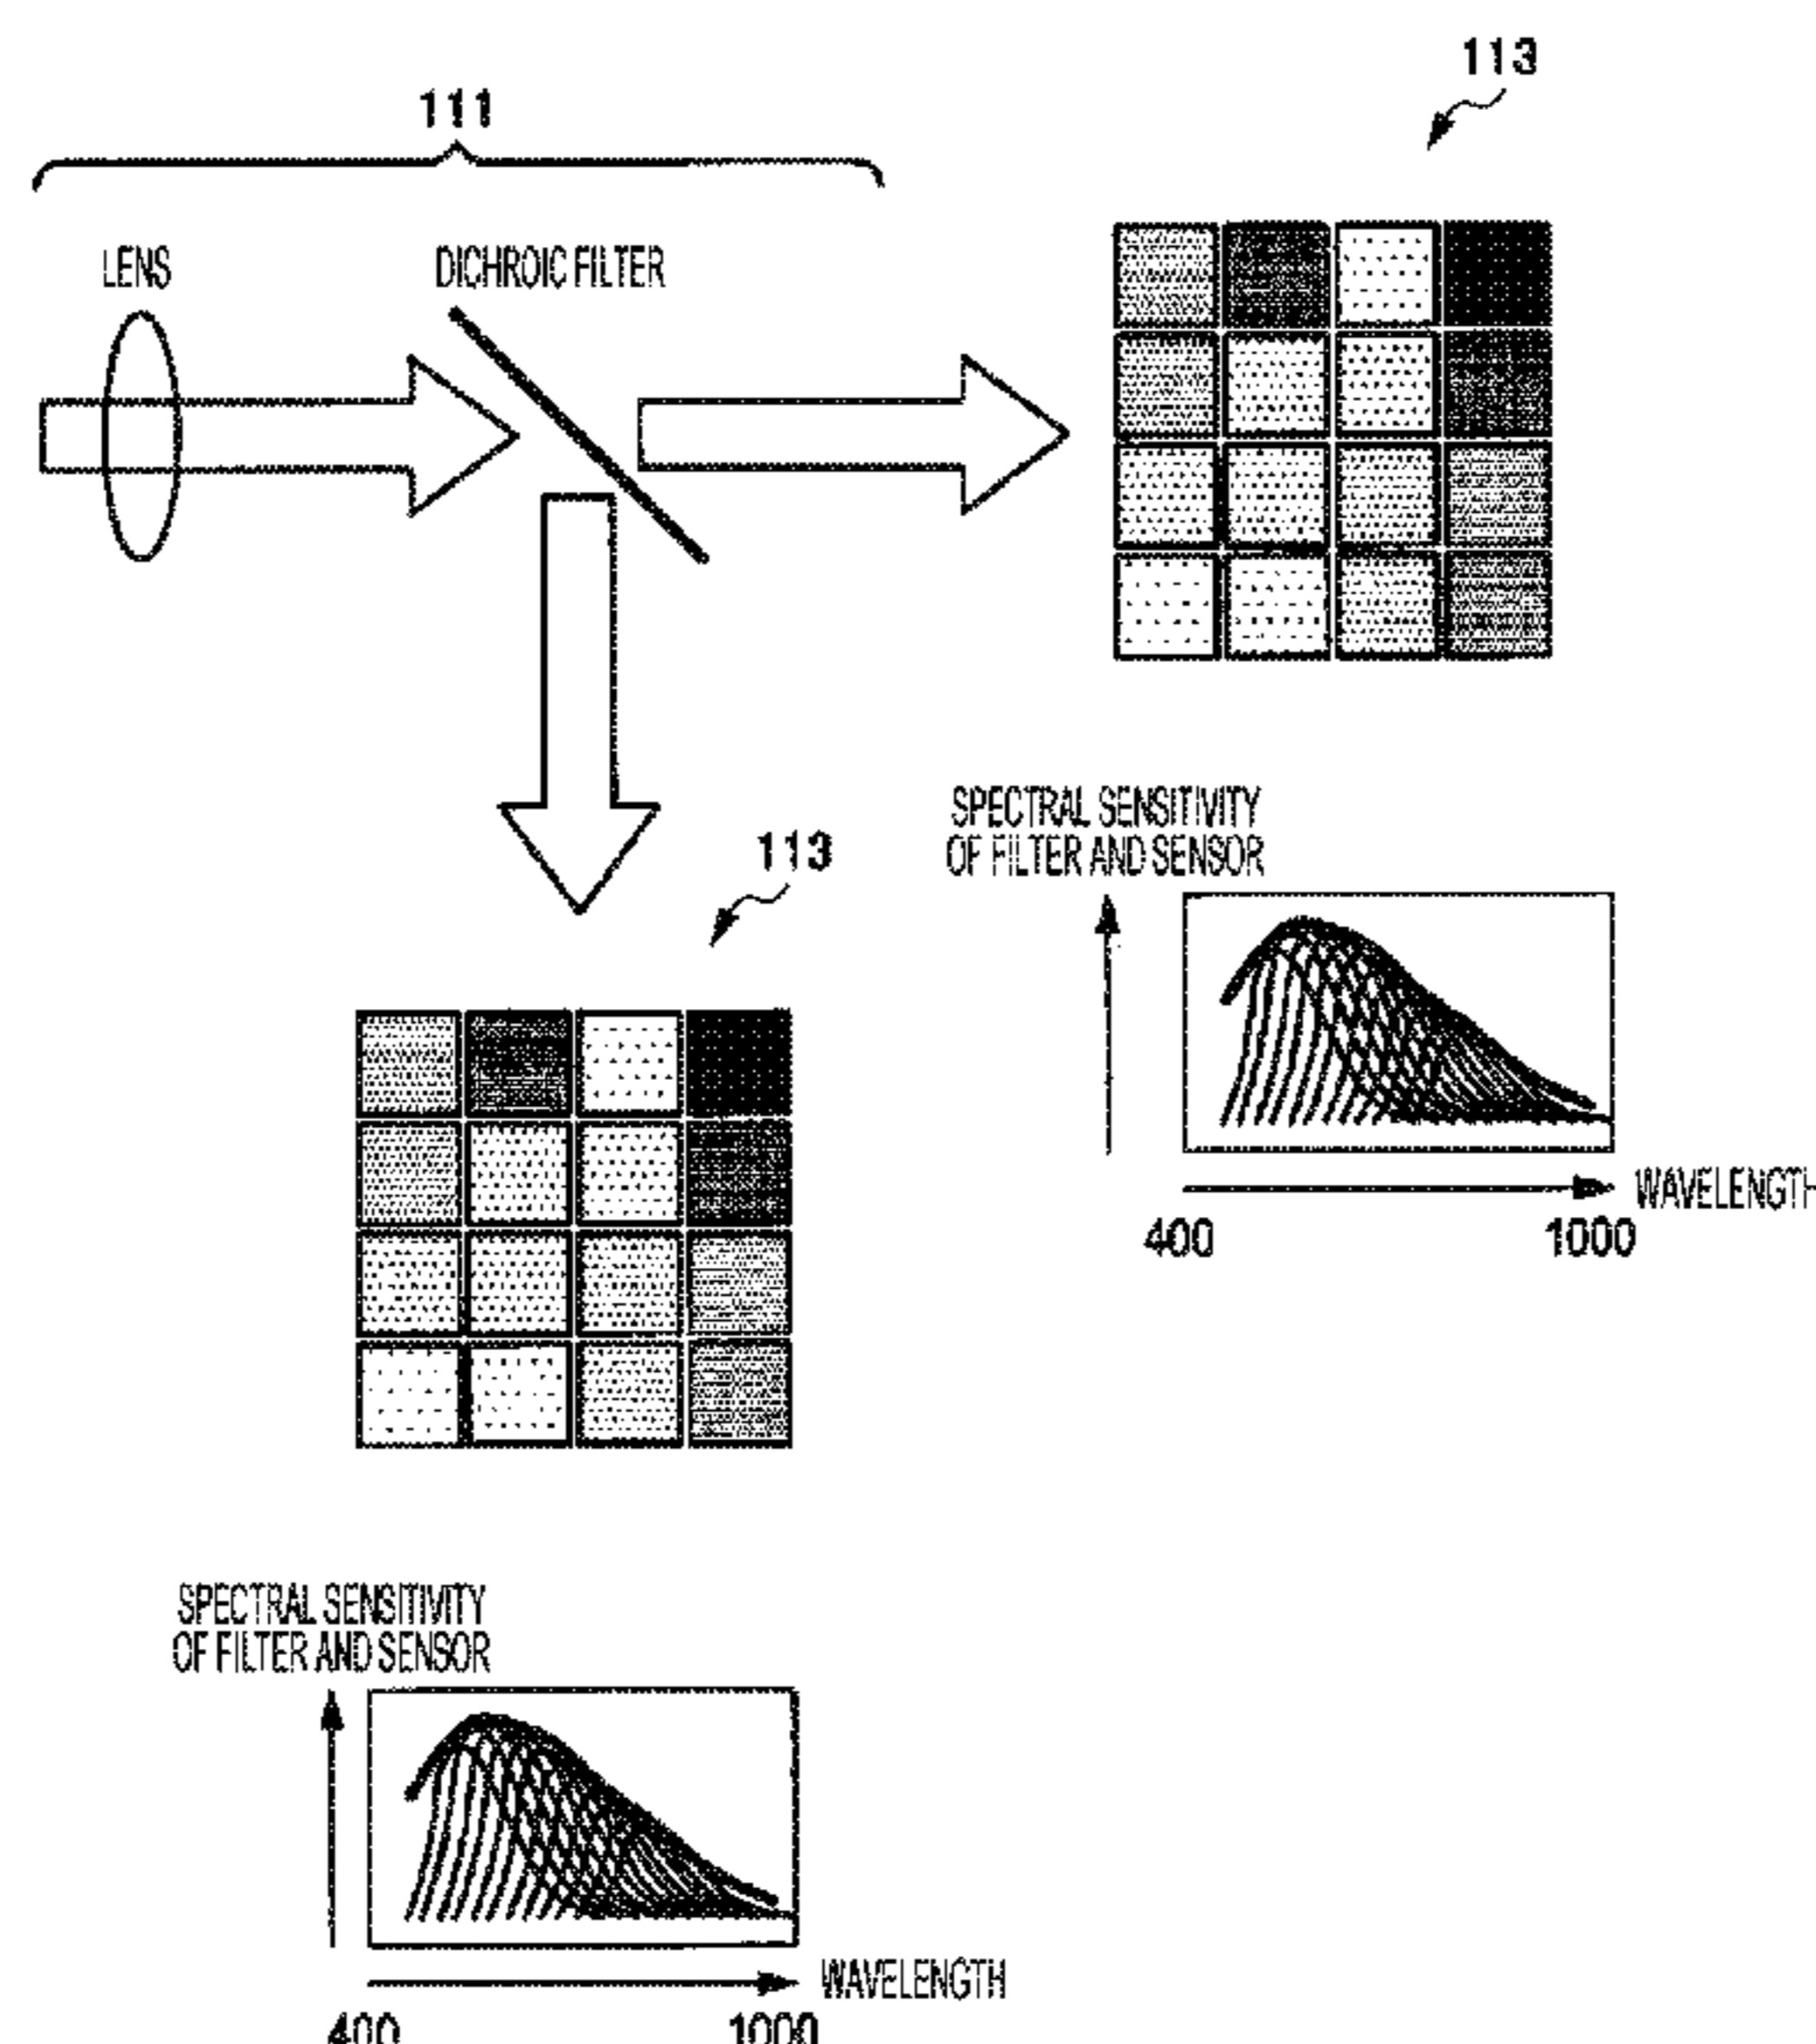 113
111
LENS
DICHROIC FILTER
SPECTRAL SENSITIVITY
OF FILTER AND SENSOR
113
WAVELENGTH
400
1000
SPECTRAL SENSITIVITY
OF FILTER AND SENSOR
WAVELENGTH
400
1000